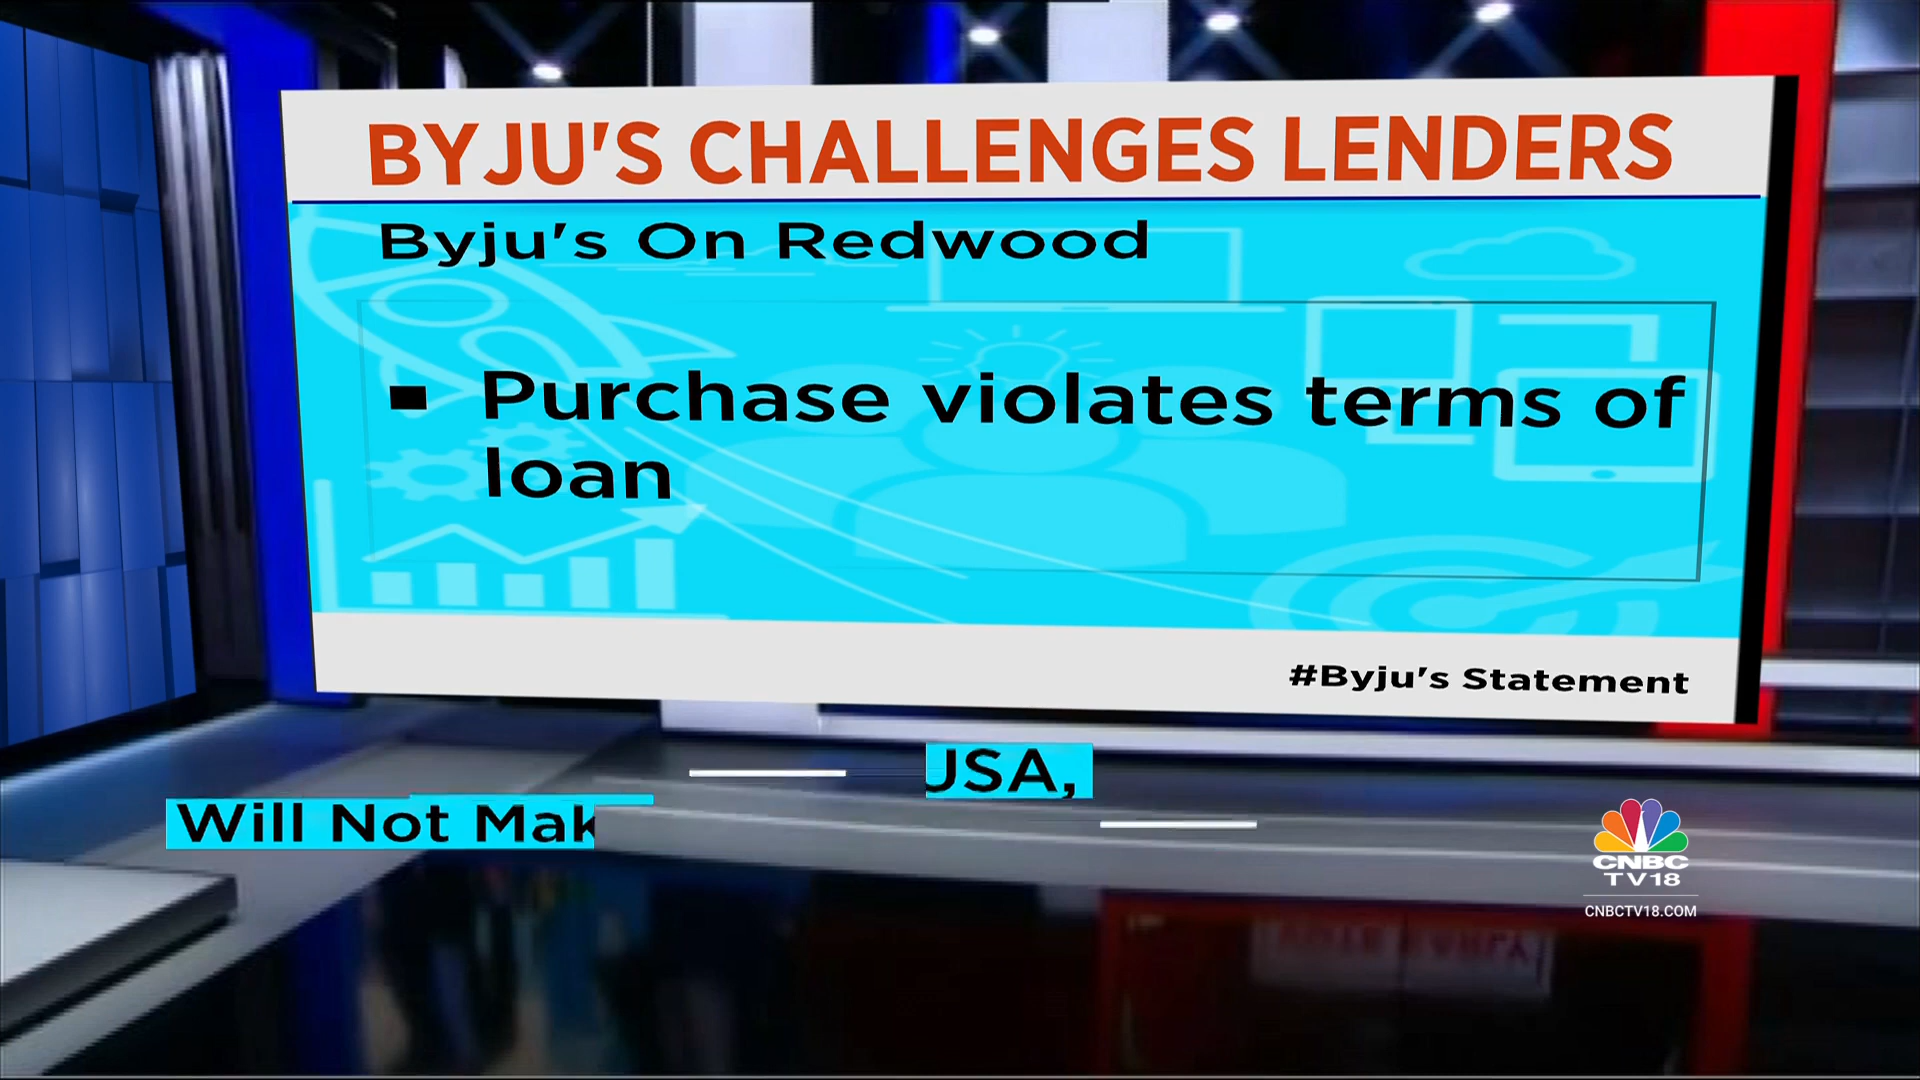 BYJU'S CHALLENGES LENDERS
Byju's On Redwood
▪ Purchase violates terms of
loan
#Byju's Statement
JSA,
Will Not Mak
CNBC
TV18
CNBCTV18.COM